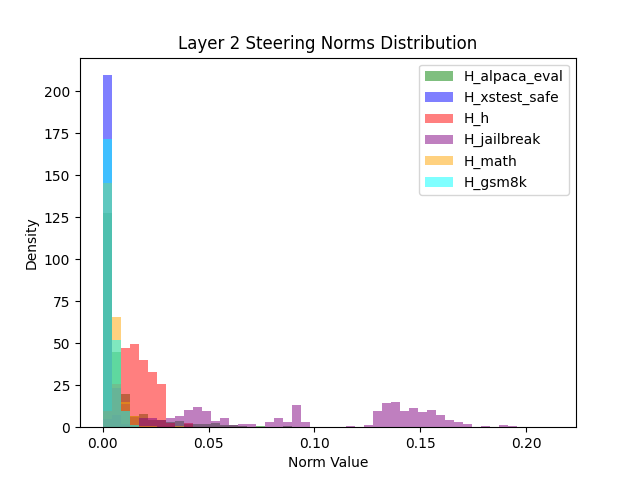 Layer 2 Steering Norms Distribution
H_alpaca_eval
H_xstest_safe
H_h
H_jailbreak
H_math
H_gsm8k
200
175
150
125
100
75
50
25
0
Density
0.00 0.05 0.10 0.15 0.20
Norm Value